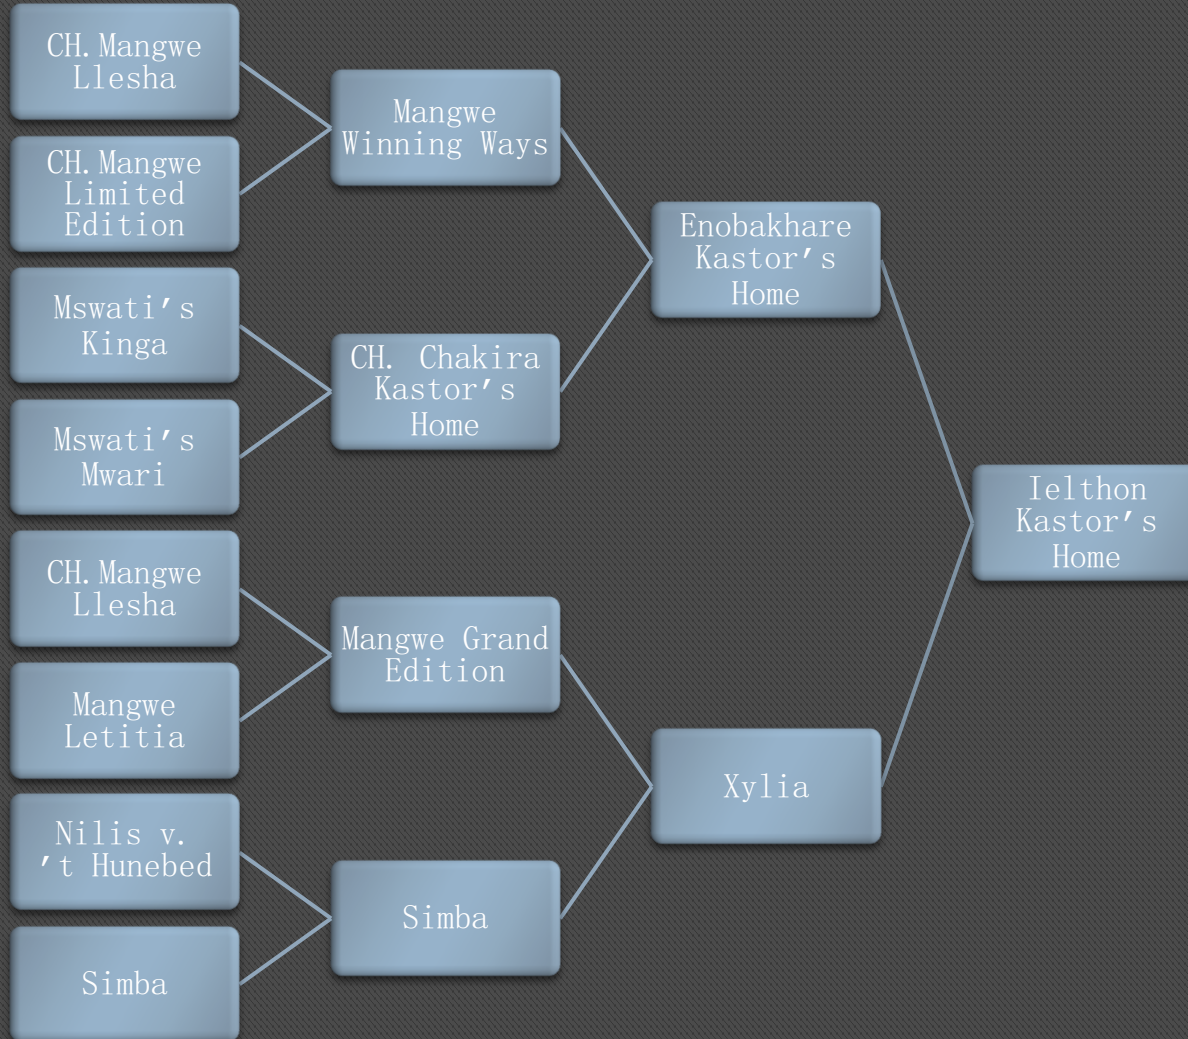 CH.Mangwe
Llesha
CH.Mangwe
Limited
Edition
Mswati's
Kinga
Mswati's
Mwari
CH.Mangwe
Llesha
Mangwe
Letitia
Nilis v.
't Hunebed
Simba
Mangwe
Winning Ways
CH. Chakira
Kastor's
Home
Mangwe Grand
Edition
Simba
Enobakhare
Kastor's
Home
Xylia
Ielthon
Kastor's
Home